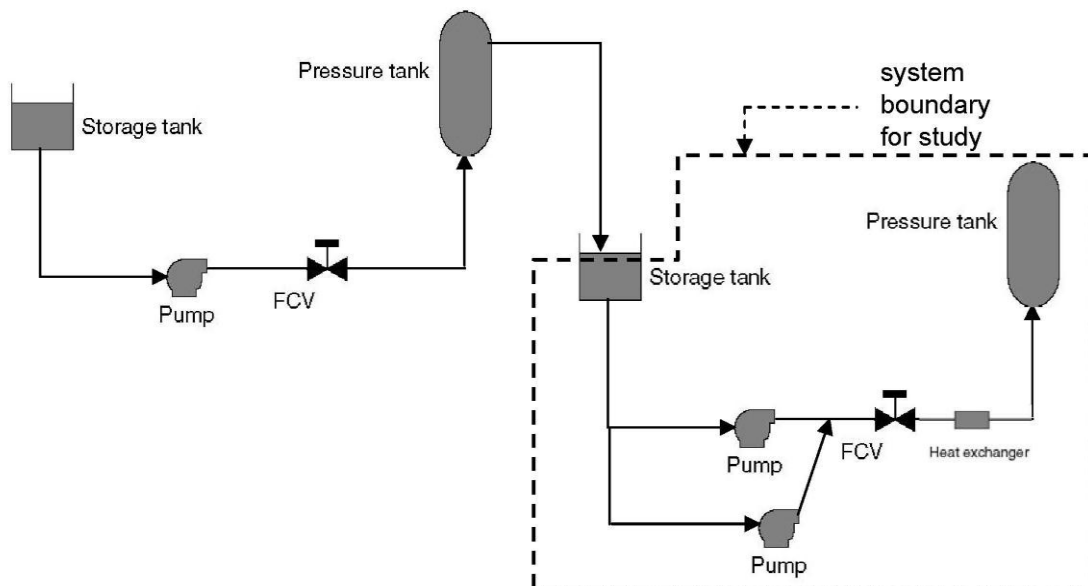 Pressure tank
Storage tank
Pump
FCV
system
boundary
for study
Pressure tank
Storage tank
Pump
FCV
Heat exchanger
Pump